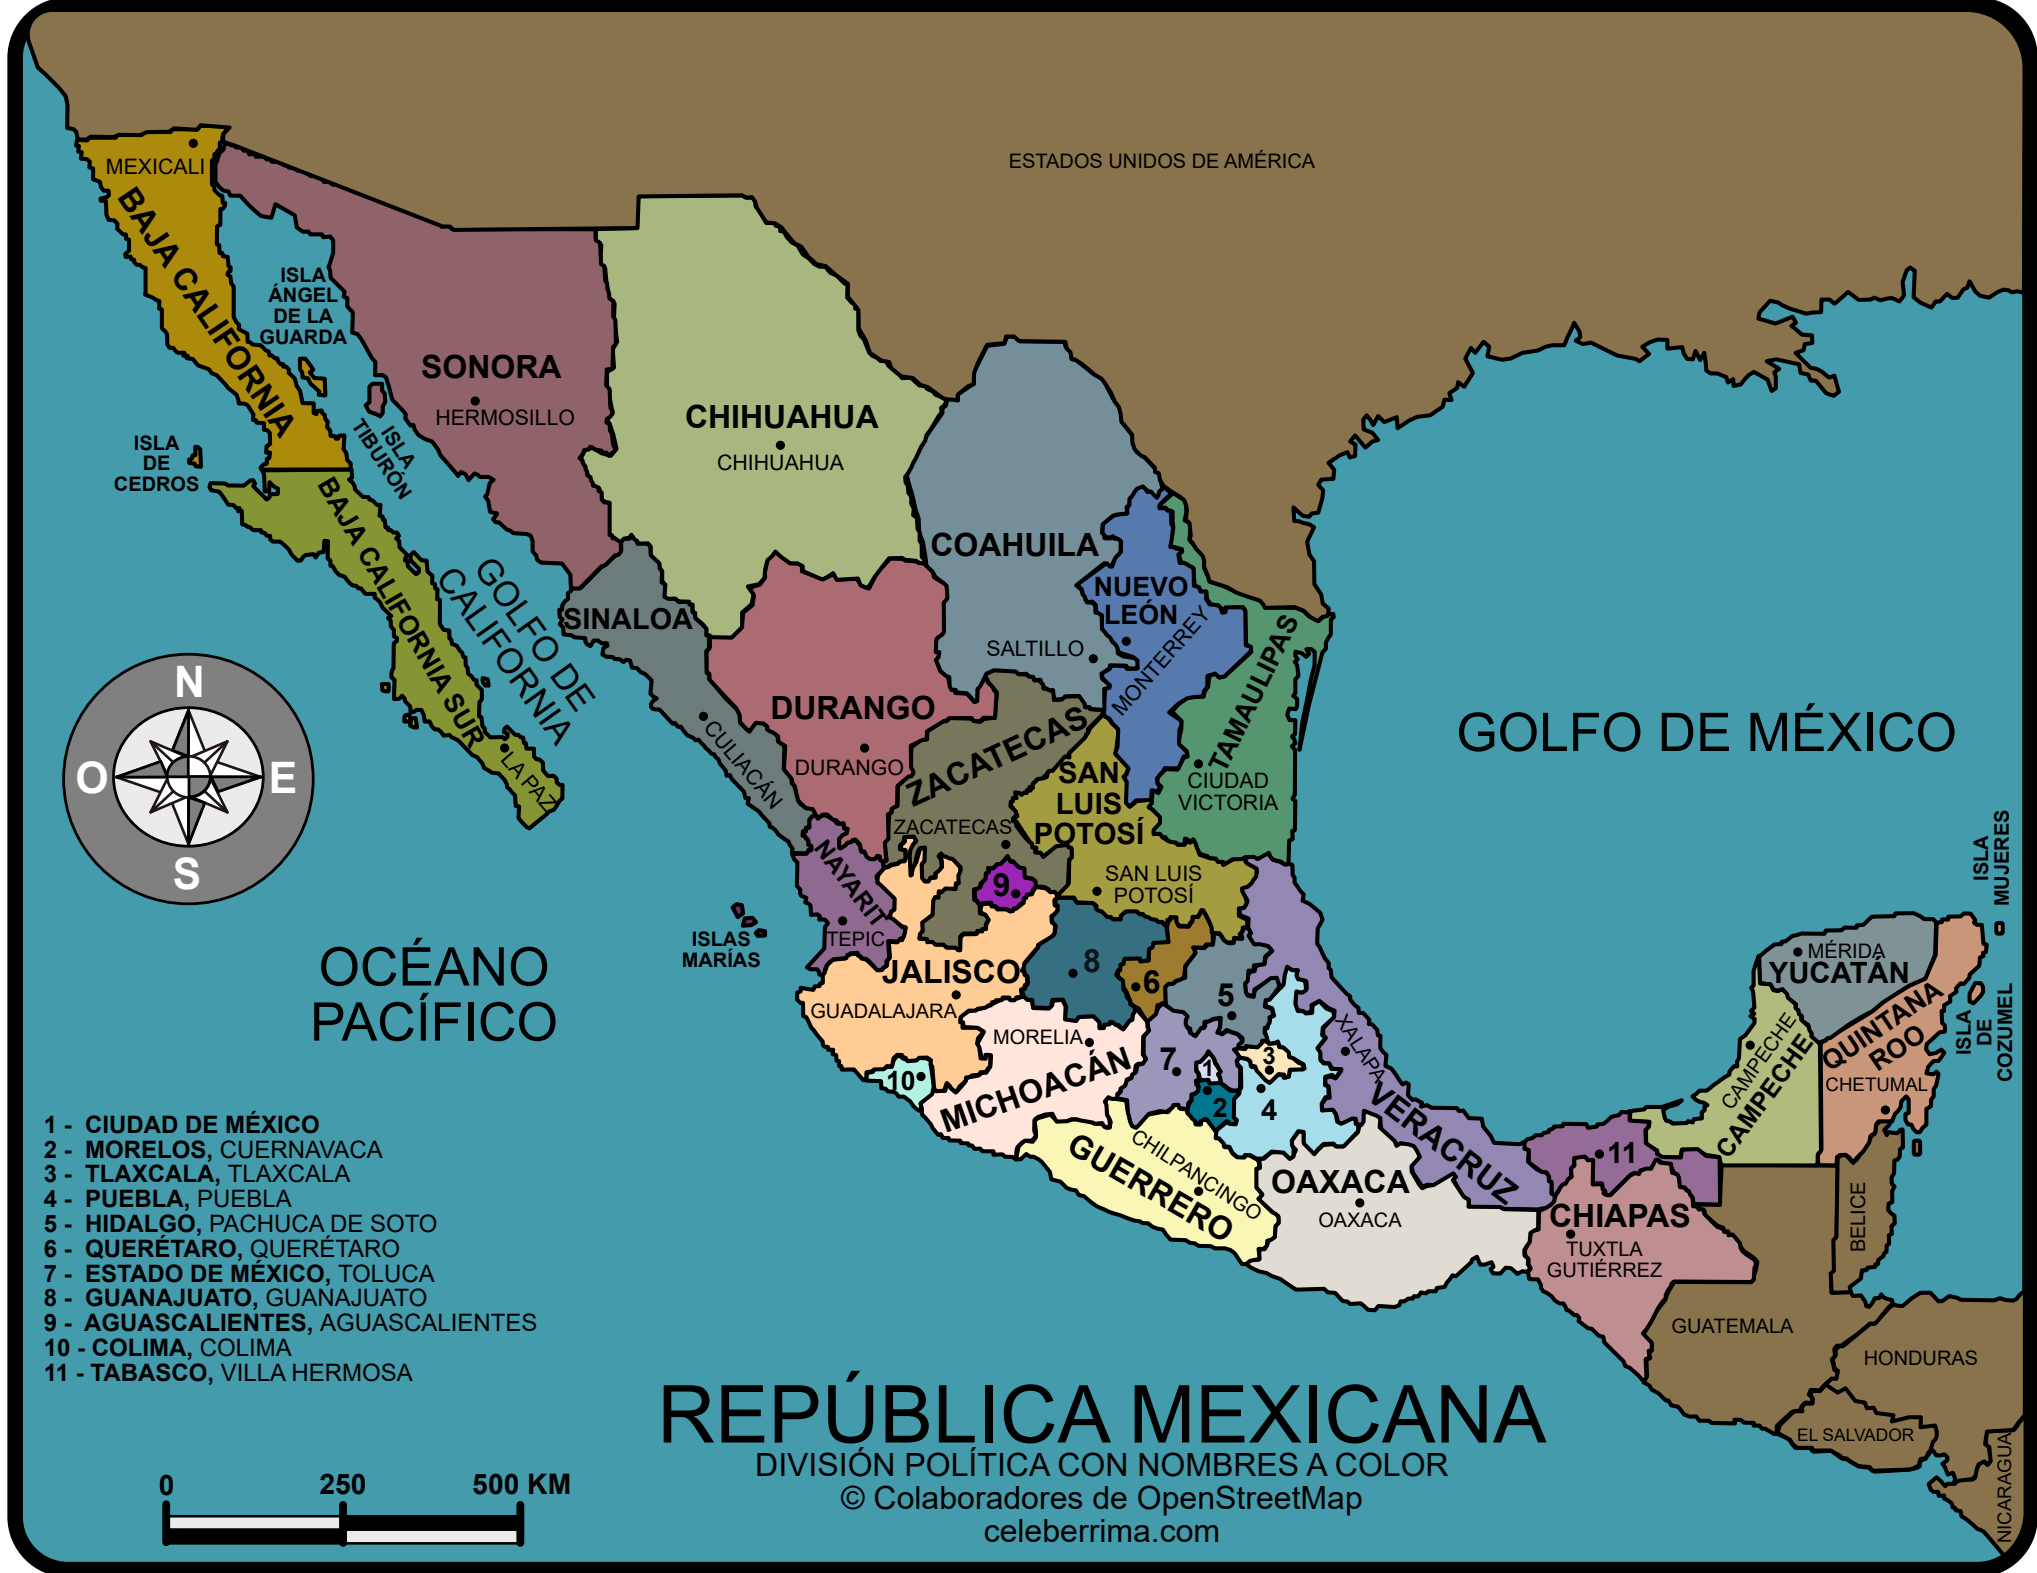 ESTADOS UNIDOS DE AMÉRICA
MEXICALI
BAJA CALIFORNIA
ISLA
ÁNGEL
DE LA
GUARDA
SONORA
HERMOSILLO
CHIHUAHUA
CHIHUAHUA
ISLA
TIBURÓN
ISLA
DE
CEDROS
BAJA CALIFORNIA SUR
LA PAZ
GOLFO DE
CALIFORNIA
COAHUILA
SALTILLO
NUEVO
LEÓN
MONTERREY
SINALOA
CULIACÁN
DURANGO
DURANGO
TAMAULIPAS
CIUDAD
VICTORIA
ZACATECAS
ZACATECAS
SAN
LUIS
POTOSÍ
SAN LUIS
POTOSÍ
GOLFO DE MÉXICO
N
O
E
S
NAYARIT
TEPIC
ISLAS
MARÍAS
9
8
6
5
JALISCO
GUADALAJARA
OCÉANO
PACÍFICO
MORELIA
MICHOACÁN
10
7
1
2
3
4
XALAPA
VERACRUZ
GUERRERO
CHILPANCINGO
OAXACA
OAXACA
11
CHIAPAS
TUXTLA
GUTIÉRREZ
ISLA
MUJERES
MÉRIDA
YUCATÁN
QUINTANA
ROO
CHETUMAL
CAMPECHE
CAMPECHE
ISLA
DE
COZUMEL
BELICE
GUATEMALA
HONDURAS
EL SALVADOR
NICARAGUA
1 - CIUDAD DE MÉXICO
2 - MORELOS, CUERNAVACA
3 - TLAXCALA, TLAXCALA
4 - PUEBLA, PUEBLA
5 - HIDALGO, PACHUCA DE SOTO
6 - QUERÉTARO, QUERÉTARO
7 - ESTADO DE MÉXICO, TOLUCA
8 - GUANAJUATO, GUANAJUATO
9 - AGUASCALIENTES, AGUASCALIENTES
10 - COLIMA, COLIMA
11 - TABASCO, VILLA HERMOSA
0 250 500 KM
REPÚBLICA MEXICANA
DIVISIÓN POLÍTICA CON NOMBRES A COLOR
© Colaboradores de OpenStreetMap
celeberrima.com